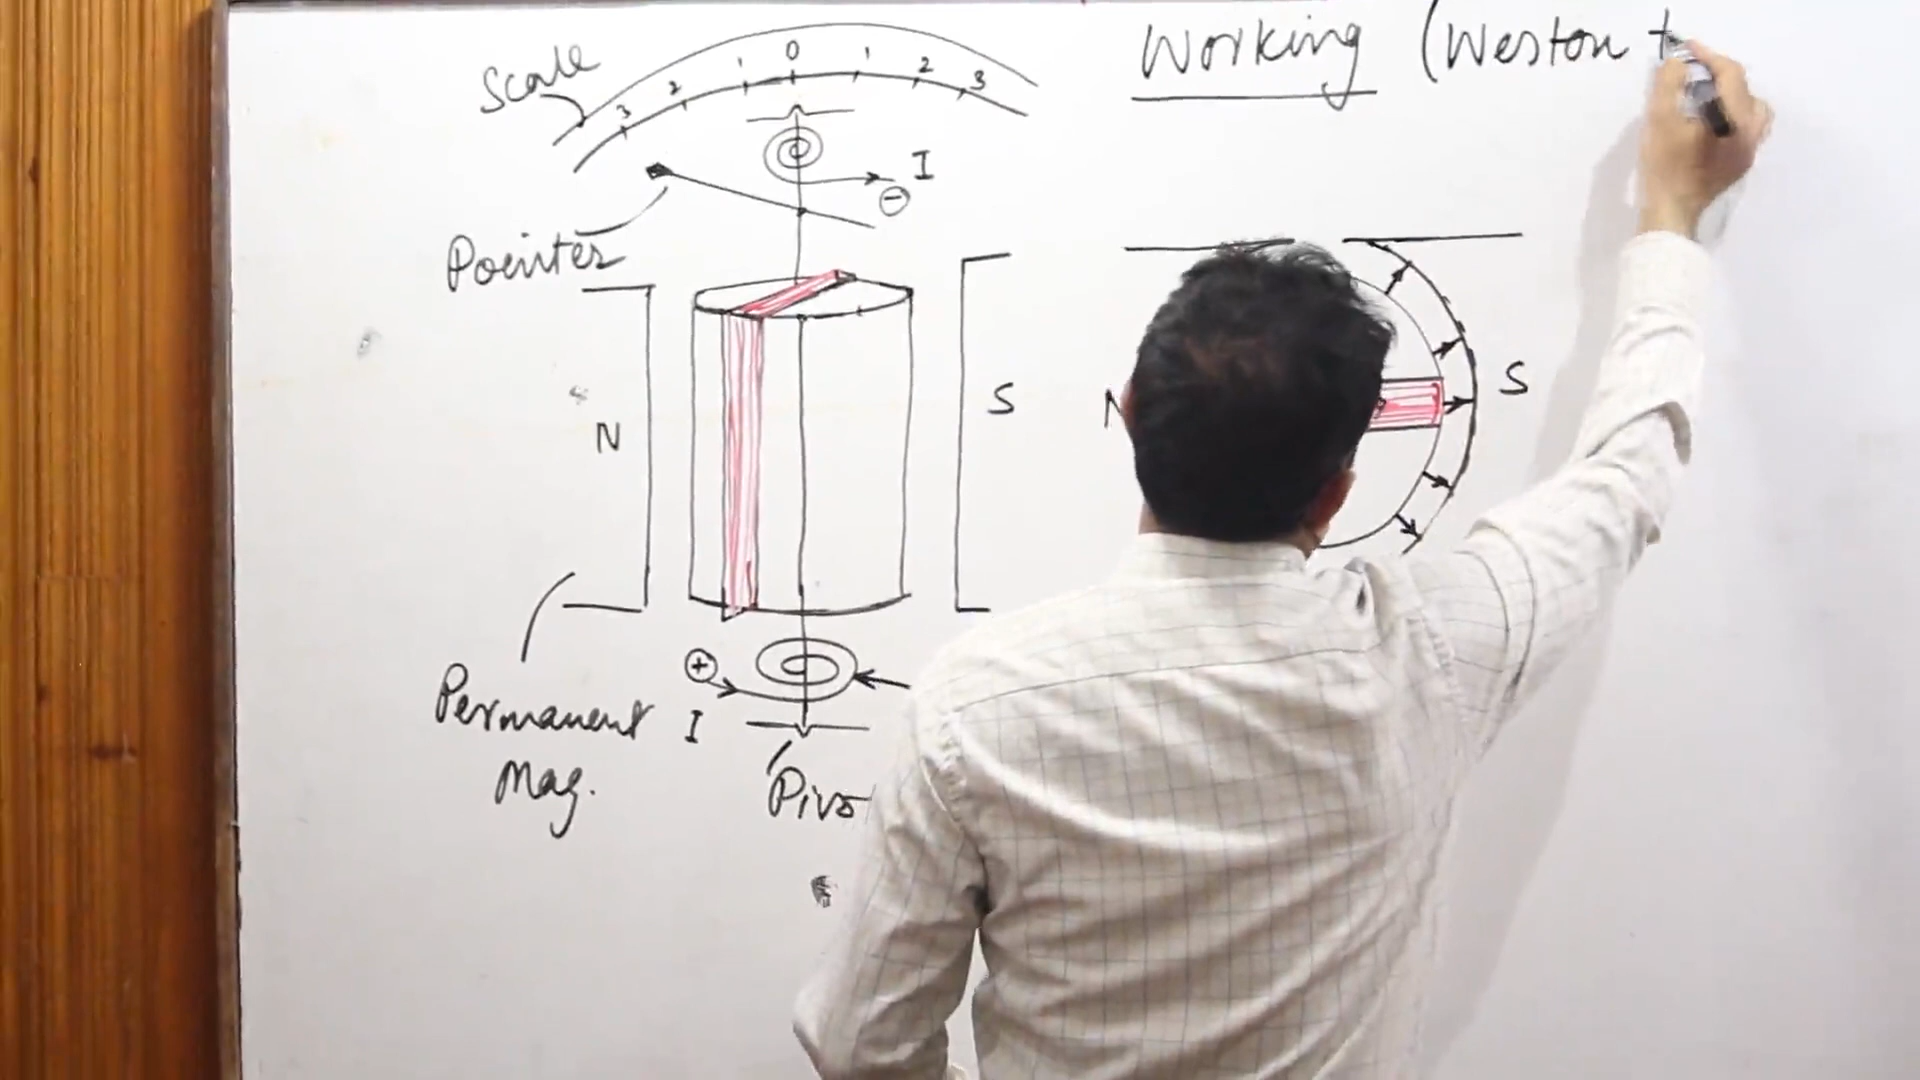 Working (Weston t
Scale
3 2 1 0 1 2 3
I
⊖
Pointer
N
S
S
⊕
I
Permanent
Mag.
Pivo